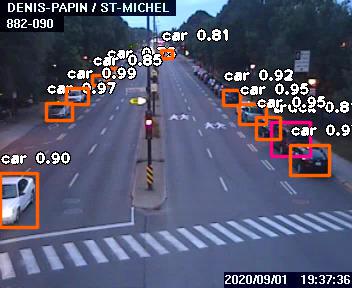 DENIS-PAPIN / ST-MICHEL
882-090
car 0.81
car 0.85
car 0.99
car 0.97
car 0.92
car 0.95
car 0.95
car 0.90
2020/09/01 19:37:36